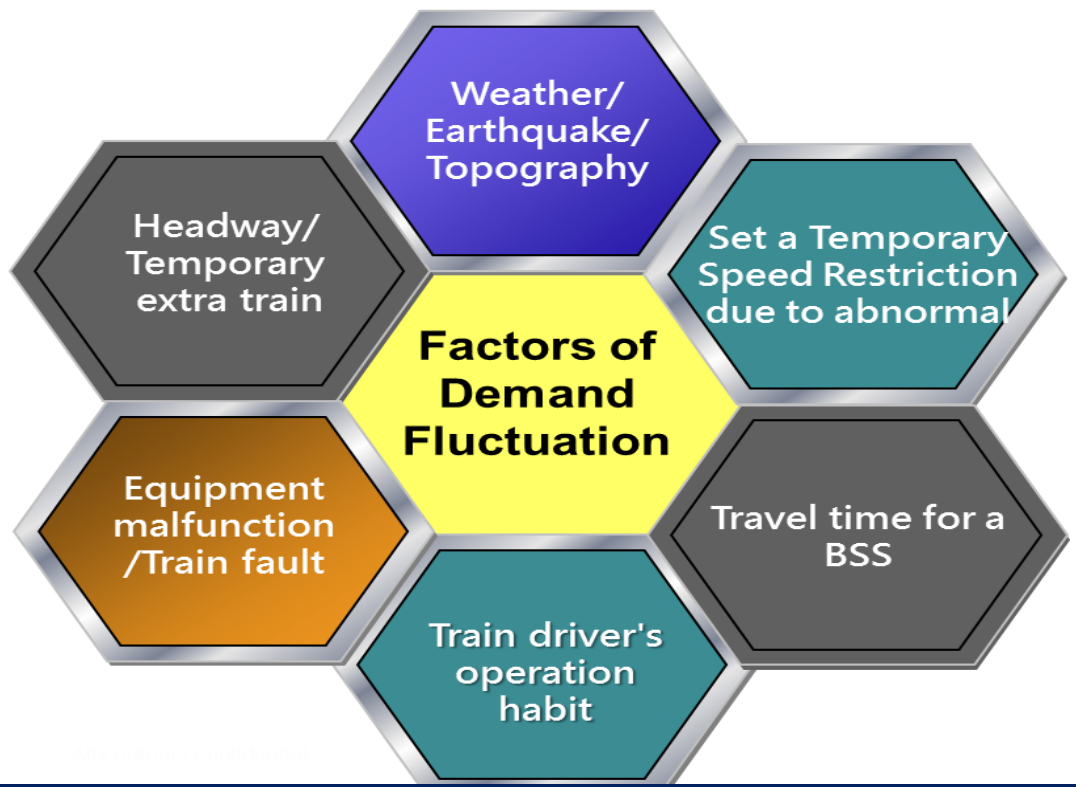 Weather/
Earthquake/
Topography
Headway/
Temporary
extra train
Set a Temporary
Speed Restriction
due to abnormal
Factors of
Demand
Fluctuation
Equipment
malfunction
/Train fault
Travel time for a
BSS
Train driver's
operation
habit